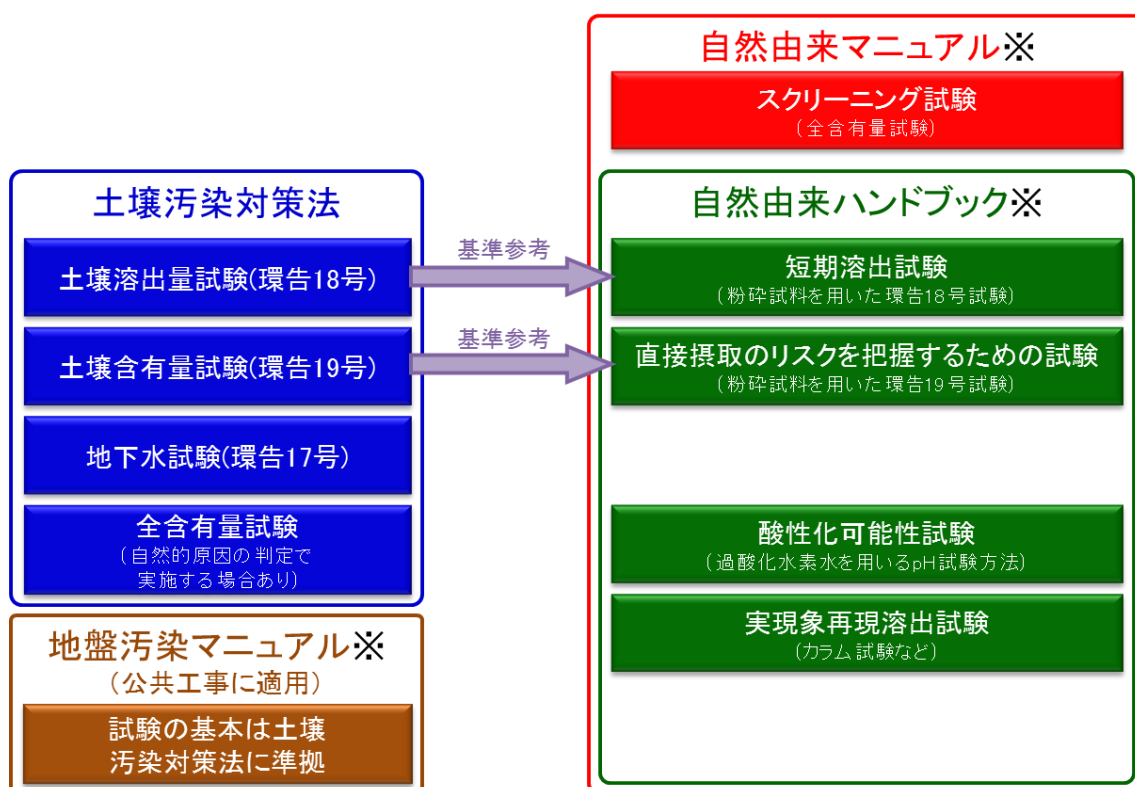 自然由来マニュアル※
スクリーニング試験
(全含有量試験)
土壌汚染対策法
土壌溶出量試験(環告18号)
土壌含有量試験(環告19号)
地下水試験(環告17号)
全含有量試験
(自然的原因の判定で
実施する場合あり)
基準参考
基準参考
自然由来ハンドブック※
短期溶出試験
(粉砕試料を用いた環告18号試験)
直接摂取のリスクを把握するための試験
(粉砕試料を用いた環告19号試験)
酸性化可能性試験
(過酸化水素水を用いるpH試験方法)
実現象再現溶出試験
(カラム試験など)
地盤汚染マニュアル※
(公共工事に適用)
試験の基本は土壌
汚染対策法に準拠